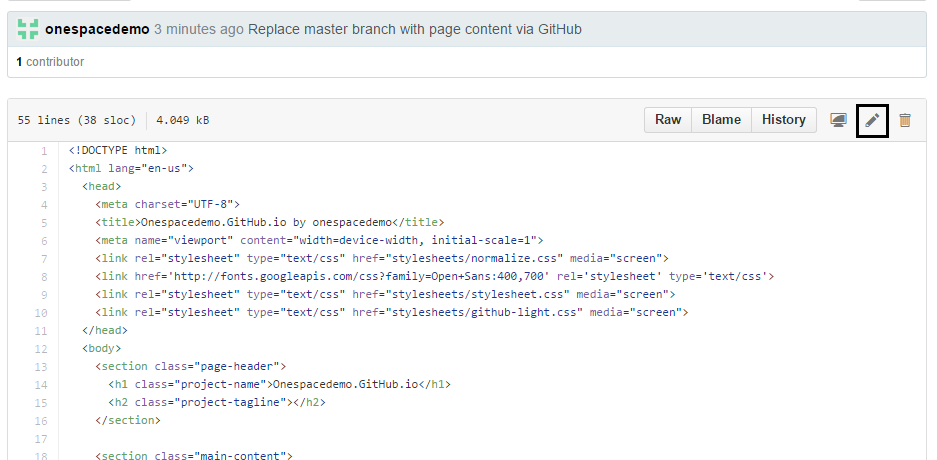 onespacedemo 3 minutes ago Replace master branch with page content via GitHub
1 contributor
55 lines (38 sloc) 4.049 kB Raw Blame History
1 <!DOCTYPE html>
2 <html lang="en-us">
3 <head>
4 <meta charset="UTF-8">
5 <title>Onespacedemo.GitHub.io by onespacedemo</title>
6 <meta name="viewport" content="width=device-width, initial-scale=1">
7 <link rel="stylesheet" type="text/css" href="stylesheets/normalize.css" media="screen">
8 <link href='http://fonts.googleapis.com/css?family=Open+Sans:400,700' rel='stylesheet' type='text/css'>
9 <link rel="stylesheet" type="text/css" href="stylesheets/stylesheet.css" media="screen">
10 <link rel="stylesheet" type="text/css" href="stylesheets/github-light.css" media="screen">
11 </head>
12 <body>
13 <section class="page-header">
14 <h1 class="project-name">Onespacedemo.GitHub.io</h1>
15 <h2 class="project-tagline"></h2>
16 </section>
17
18 <section class="main-content">